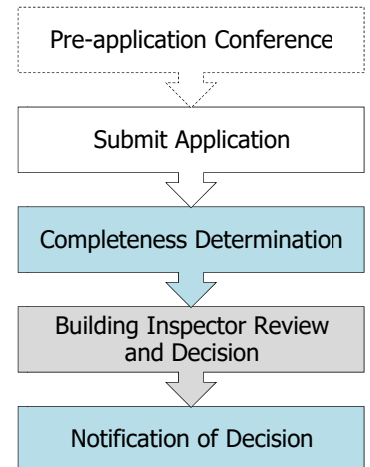 Pre-application Conference
Submit Application
Completeness Determination
Building Inspector Review
and Decision
Notification of Decision